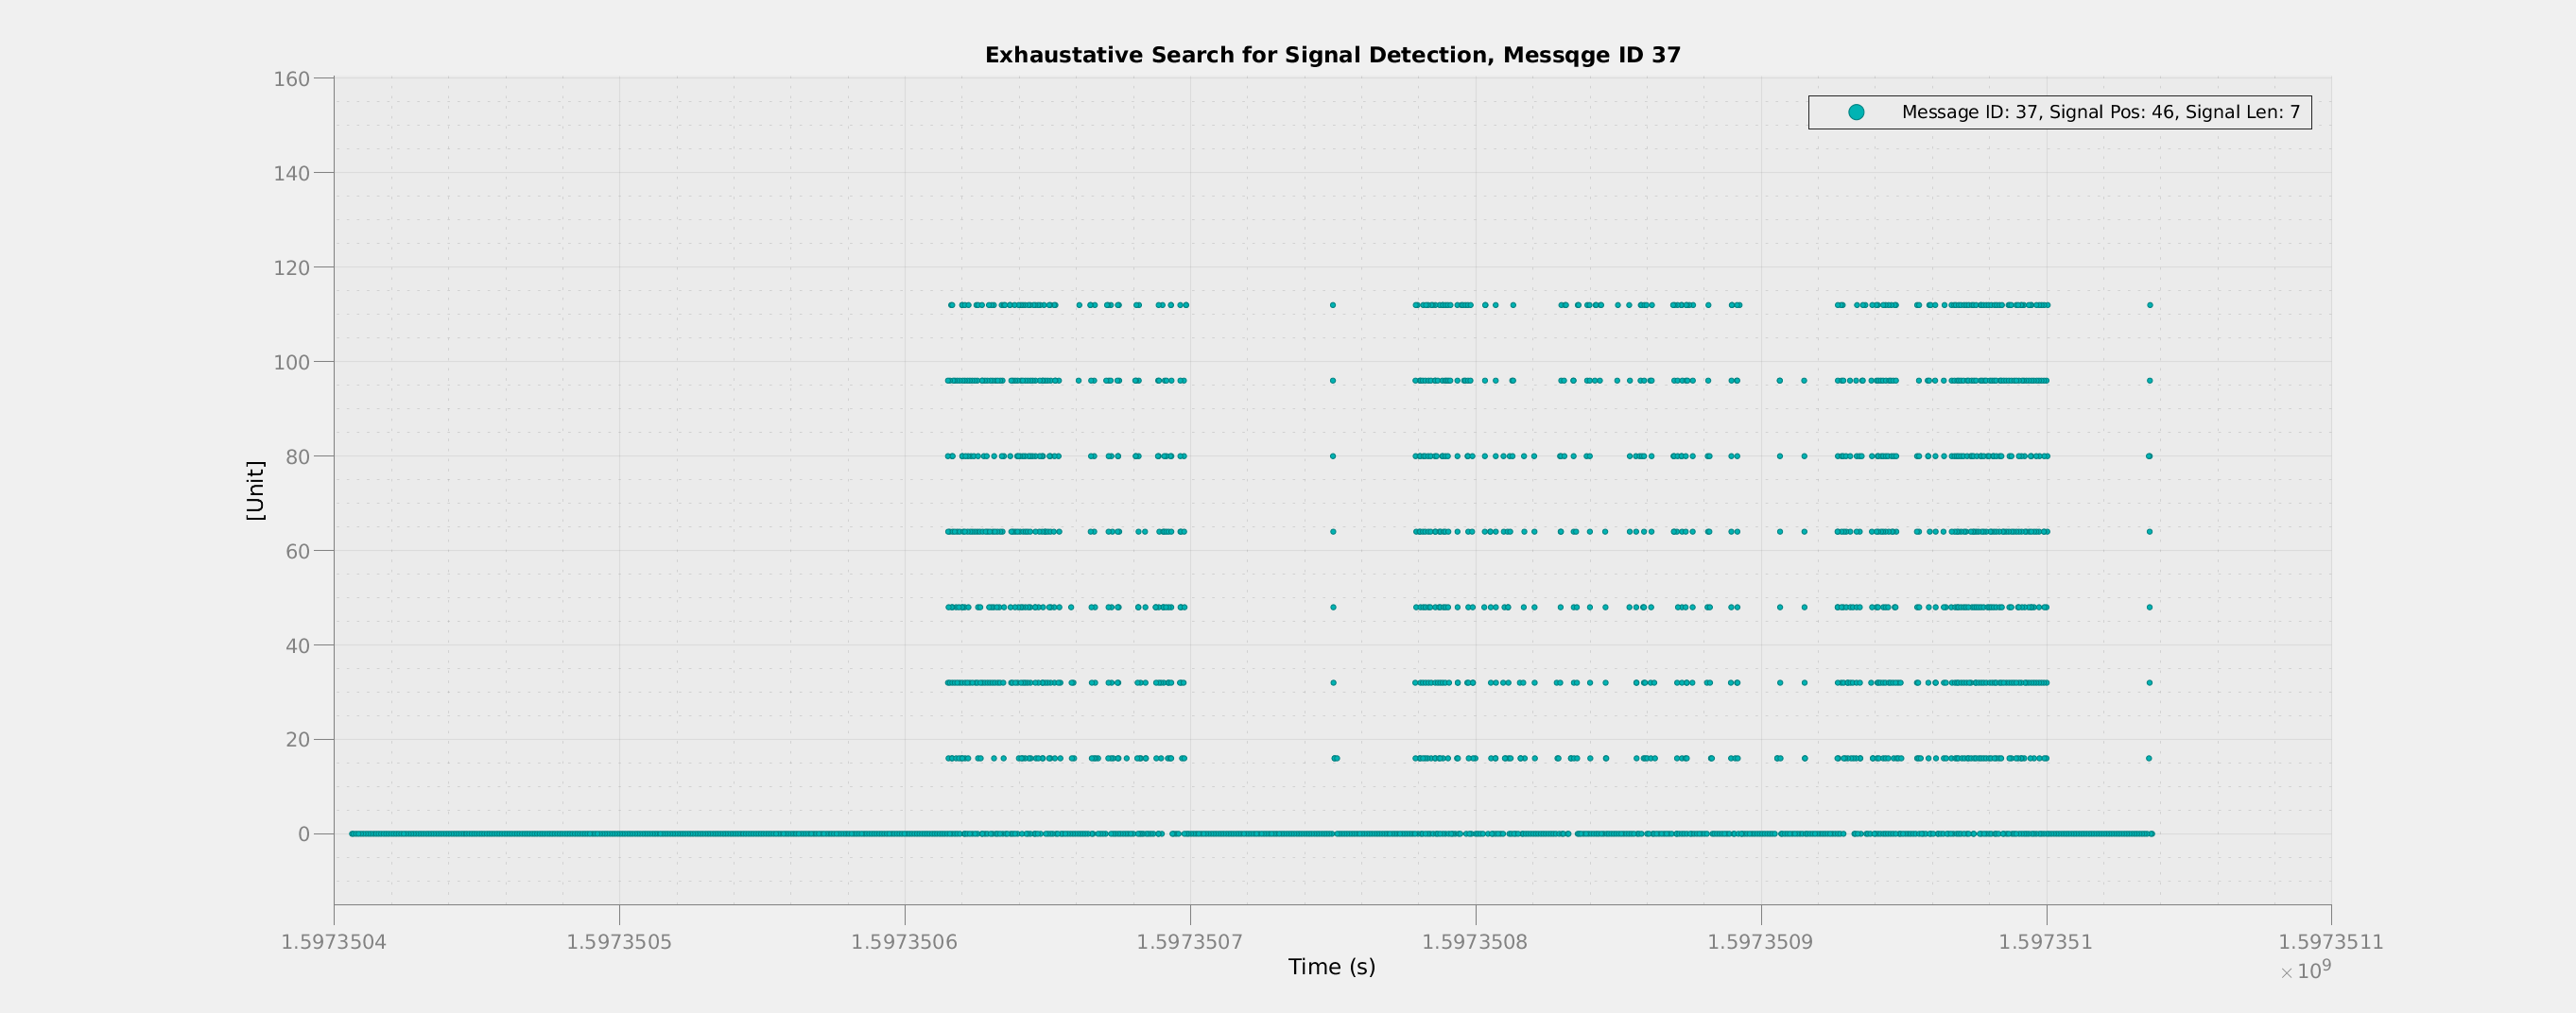 Exhaustative Search for Signal Detection, Messqge ID 37
Message ID: 37, Signal Pos: 46, Signal Len: 7
160
140
120
100
80
60
40
20
0
[Unit]
1.5973504 1.5973505 1.5973506 1.5973507 1.5973508 1.5973509 1.597351 1.5973511
Time (s)
× 10⁹